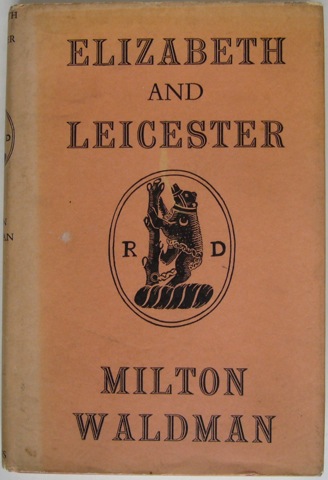 ELIZABETH
AND
LEICESTER
R D
MILTON
WALDMAN